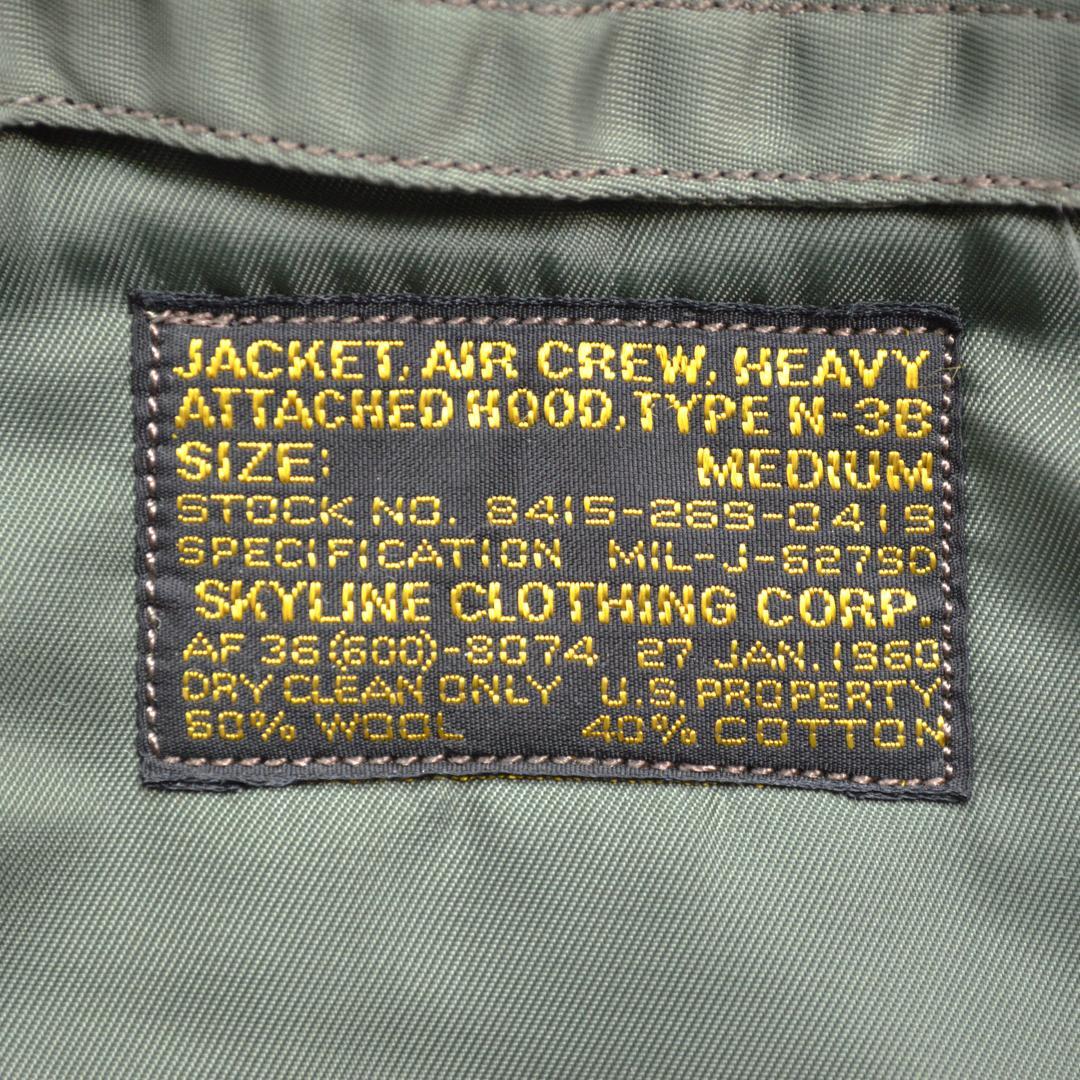 JACKET, AIR CREW, HEAVY
ATTACHED HOOD, TYPE N-3B
SIZE: MEDIUM
STOCK NO. 8415-269-0419
SPECIFICATION MIL-J-6279D
SKYLINE CLOTHING CORP.
AF 36(600)-8074 27 JAN. 1960
DRY CLEAN ONLY U.S. PROPERTY
60% WOOL 40% COTTON